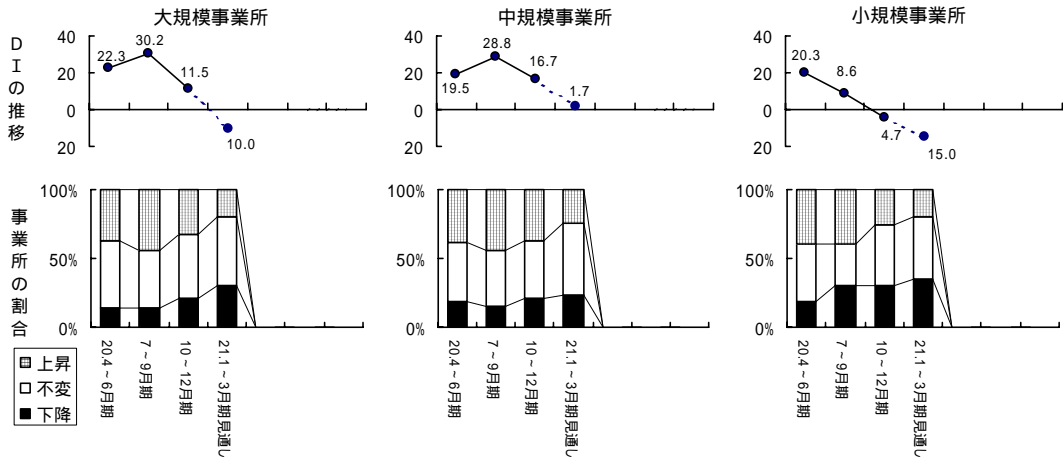 大規模事業所
中規模事業所
小規模事業所
DIの推移
40
20
0
20
22.3
30.2
11.5
10.0
40
20
0
20
19.5
28.8
16.7
1.7
40
20
0
20
20.3
8.6
4.7
15.0
事業所の割合
100%
50%
0%
100%
50%
0%
100%
50%
0%
20.4~6月期
7~9月期
10~12月期
21.1~3月期見通し
20.4~6月期
7~9月期
10~12月期
21.1~3月期見通し
20.4~6月期
7~9月期
10~12月期
21.1~3月期見通し
上昇
不変
下降